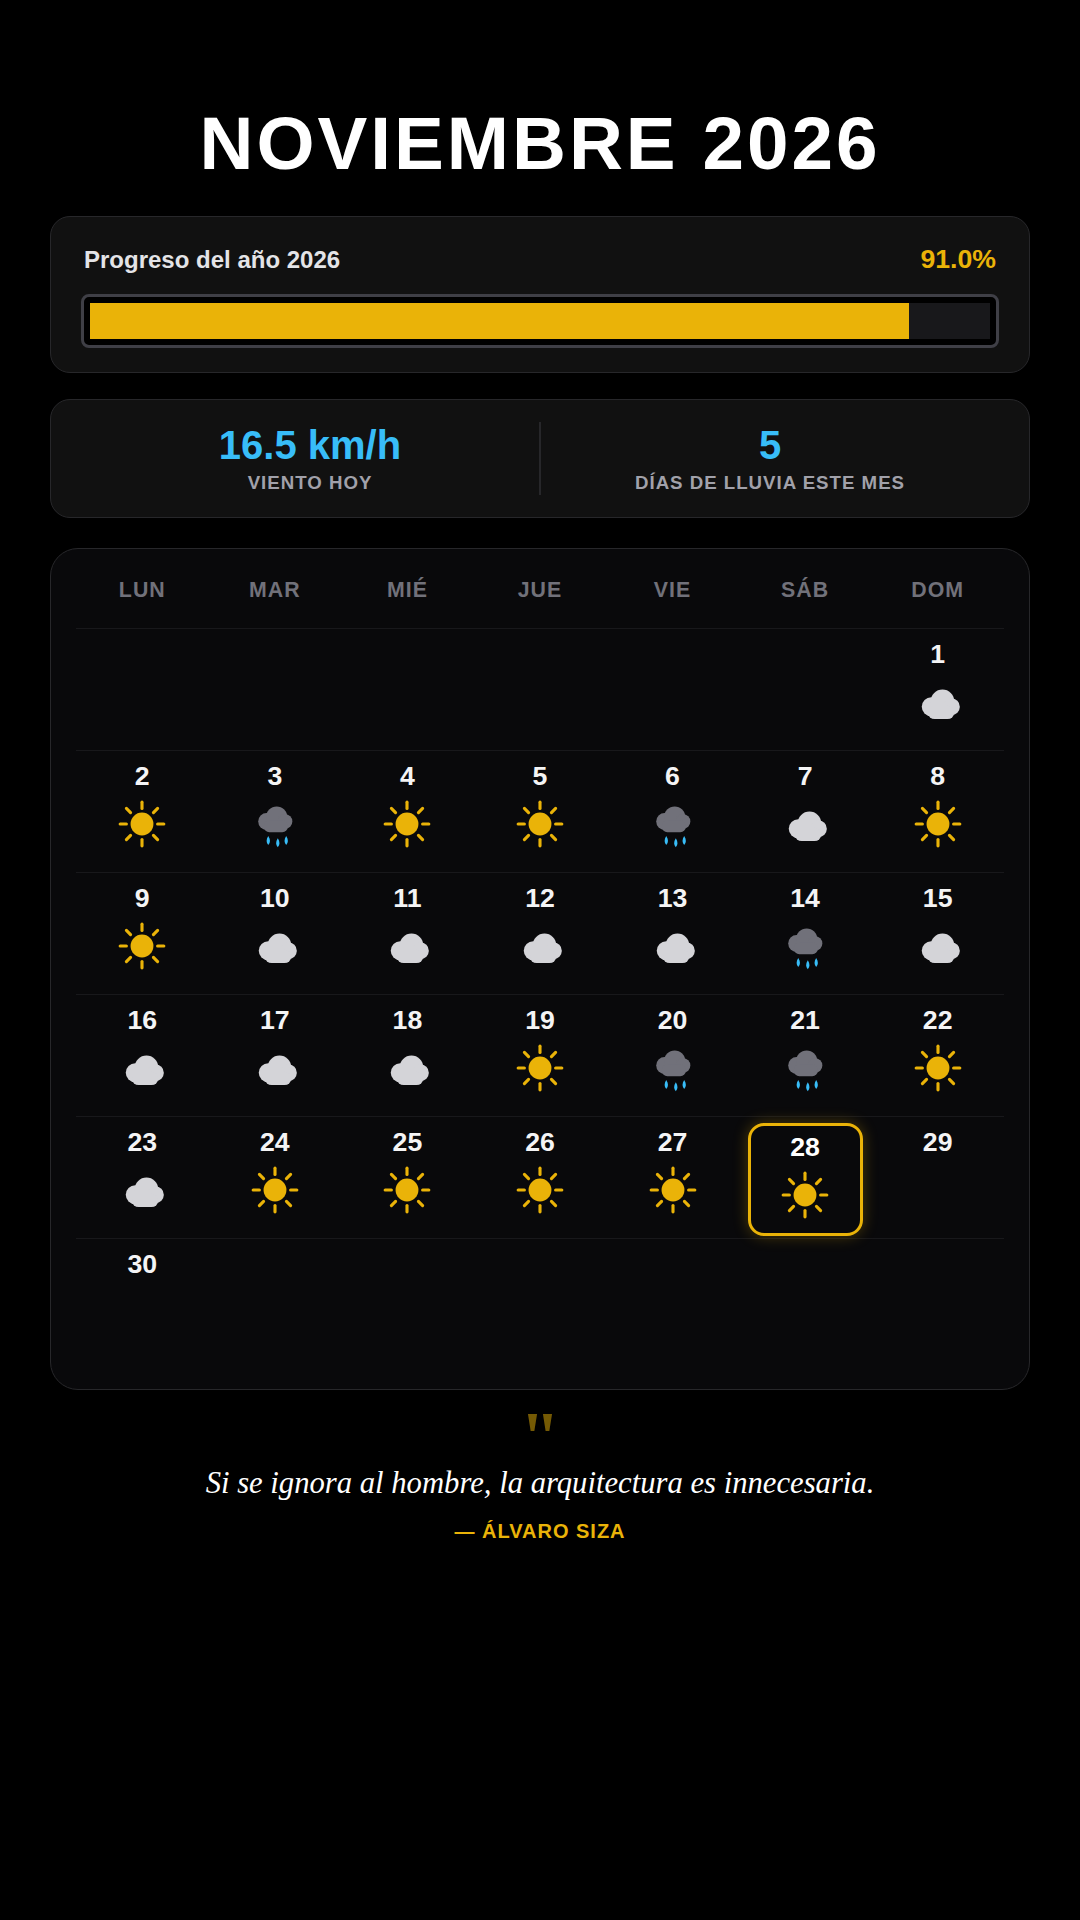 NOVIEMBRE 2026
Progreso del año 2026 91.0%
16.5 km/h 5
VIENTO HOY DÍAS DE LLUVIA ESTE MES
LUN MAR MIÉ JUE VIE SÁB DOM
1
2 3 4 5 6 7 8
9 10 11 12 13 14 15
16 17 18 19 20 21 22
23 24 25 26 27 28 29
30
"
Si se ignora al hombre, la arquitectura es innecesaria.
— ÁLVARO SIZA